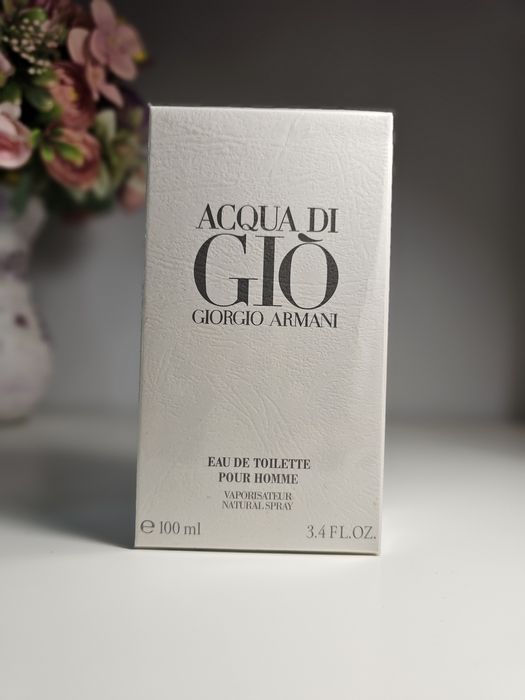 ACQUA DI
GIÒ
GIORGIO ARMANI
EAU DE TOILETTE
POUR HOMME
VAPORISATEUR
NATURAL SPRAY
℮ 100 ml
3.4 FL.OZ.